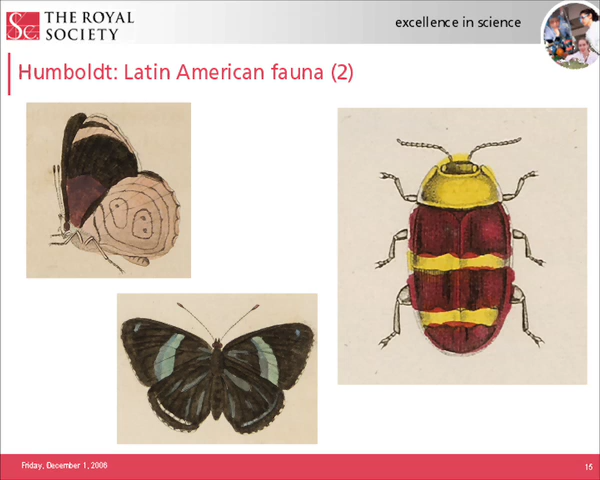 THE ROYAL
SOCIETY
excellence in science
Humboldt: Latin American fauna (2)
Friday, December 1, 2006
15